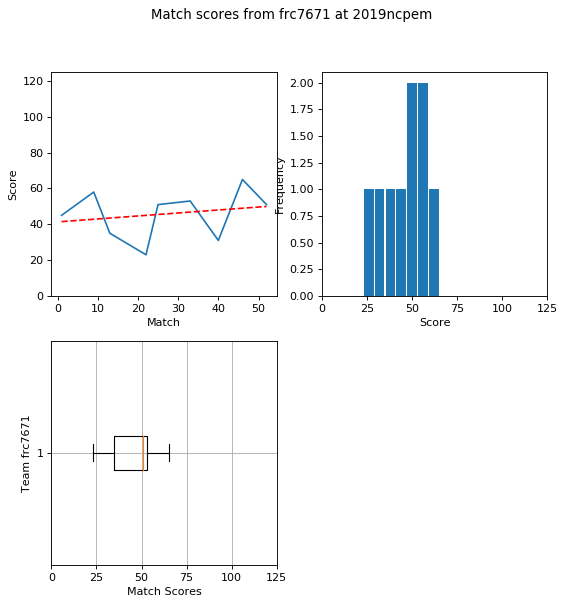 Match scores from frc7671 at 2019ncpem
120
100
80
60
40
20
0
Score
0 10 20 30 40 50
Match
2.00
1.75
1.50
1.25
1.00
0.75
0.50
0.25
0.00
Frequency
0 25 50 75 100 125
Score
Team frc7671
1
0 25 50 75 100 125
Match Scores